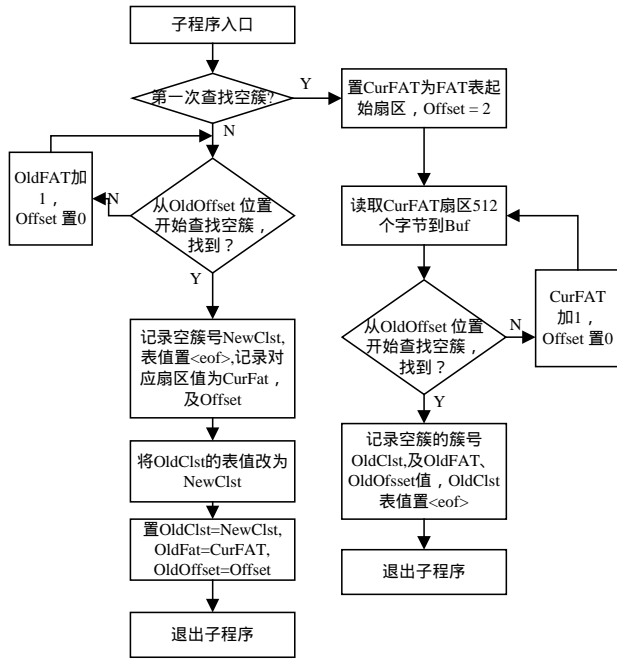 子程序入口
第一次查找空簇?
Y
N
置CurFAT为FAT表起
始扇区，Offset = 2
OldFAT加
1，
Offset 置0
N
从OldOffset 位置
开始查找空簇，
找到？
Y
记录空簇号NewClst,
表值置<eof>,记录对
应扇区值为CurFat，
及Offset
将OldClst的表值改为
NewClst
置OldClst=NewClst,
OldFat=CurFAT,
OldOffset=Offset
退出子程序
读取CurFAT扇区512
个字节到Buf
从OldOffset 位置
开始查找空簇，
找到？
N
CurFAT
加1，
Offset 置0
Y
记录空簇的簇号
OldClst,及OldFAT、
OldOfsset值，OldClst
表值置<eof>
退出子程序